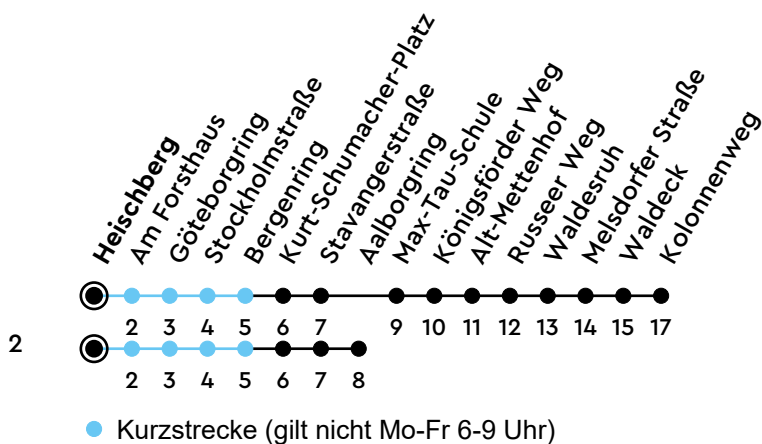 Heischberg
Am Forsthaus
Göteborgring
Stockholmstraße
Bergenring
Kurt-Schumacher-Platz
Stavangerstraße
Aalborgring
Max-Tau-Schule
Königsförder Weg
Alt-Mettenhof
Russeer Weg
Waldesruh
Melsdorfer Straße
Waldeck
Kolonnenweg
2 3 4 5 6 7 9 10 11 12 13 14 15 17
2
2 3 4 5 6 7 8
Kurzstrecke (gilt nicht Mo-Fr 6-9 Uhr)